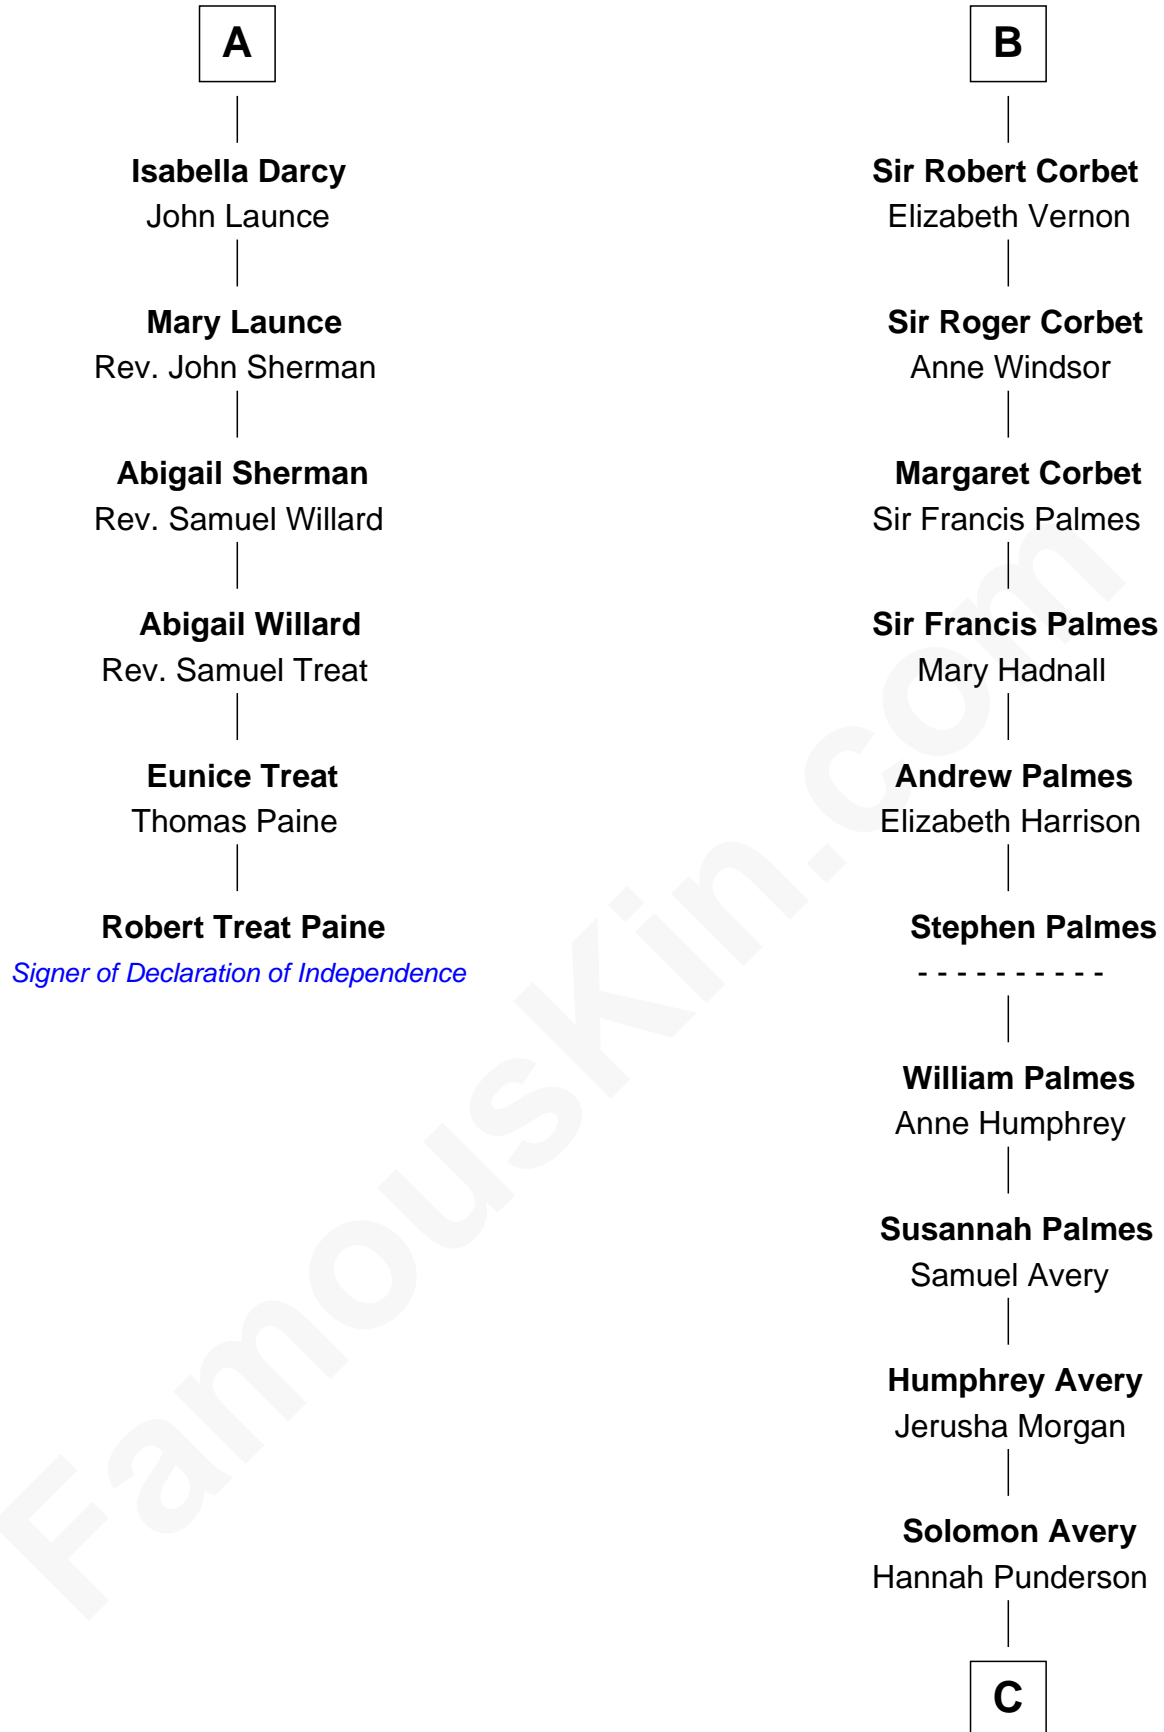 A
Isabella Darcy
John Launce
Mary Launce
Rev. John Sherman
Abigail Sherman
Rev. Samuel Willard
Abigail Willard
Rev. Samuel Treat
Eunice Treat
Thomas Paine
Robert Treat Paine
Signer of Declaration of Independence
B
Sir Robert Corbet
Elizabeth Vernon
Sir Roger Corbet
Anne Windsor
Margaret Corbet
Sir Francis Palmes
Sir Francis Palmes
Mary Hadnall
Andrew Palmes
Elizabeth Harrison
Stephen Palmes
- - - - - - - - - -
William Palmes
Anne Humphrey
Susannah Palmes
Samuel Avery
Humphrey Avery
Jerusha Morgan
Solomon Avery
Hannah Punderson
C
FamousKin.com